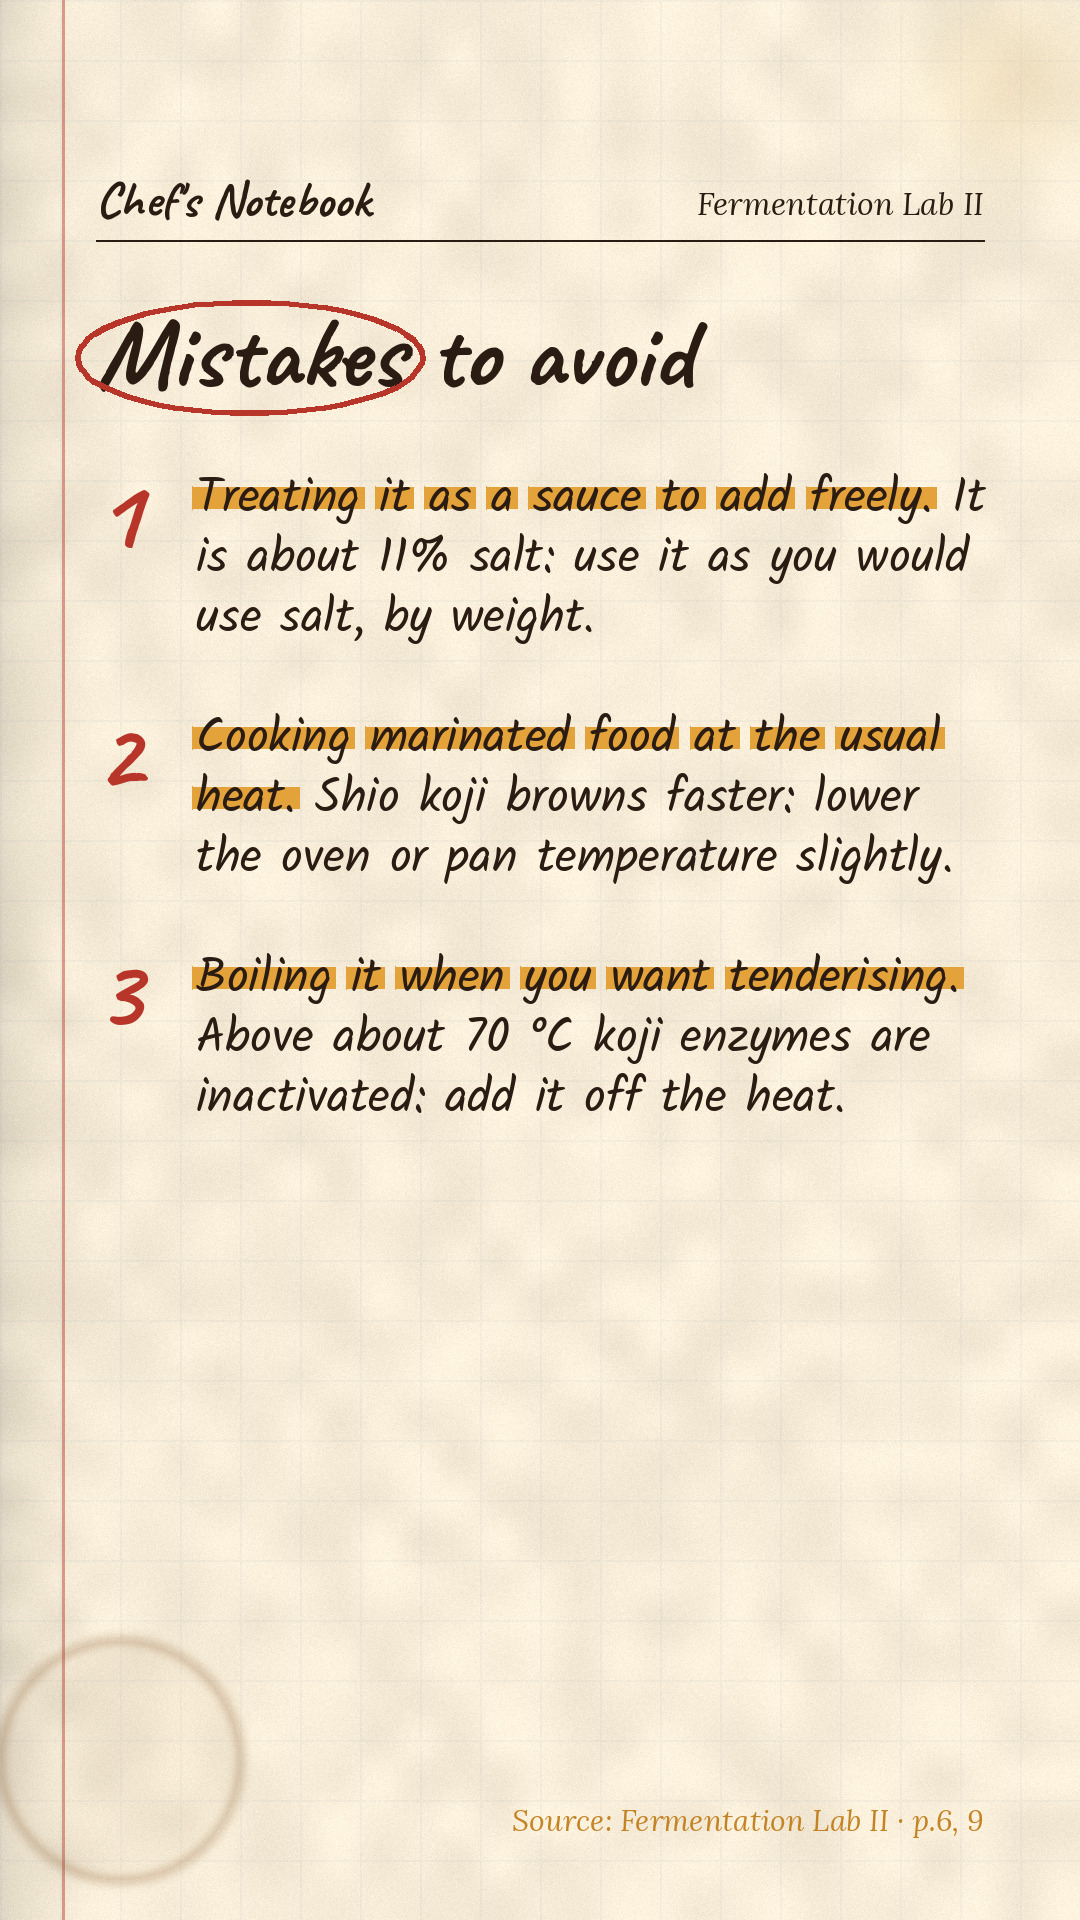 Chef's Notebook
Fermentation Lab II
Mistakes to avoid
1
Treating it as a sauce to add freely. It
is about 11% salt: use it as you would
use salt, by weight.
2
Cooking marinated food at the usual
heat. Shio koji browns faster: lower
the oven or pan temperature slightly.
3
Boiling it when you want tenderising.
Above about 70 °C koji enzymes are
inactivated: add it off the heat.
Source: Fermentation Lab II · p.6, 9